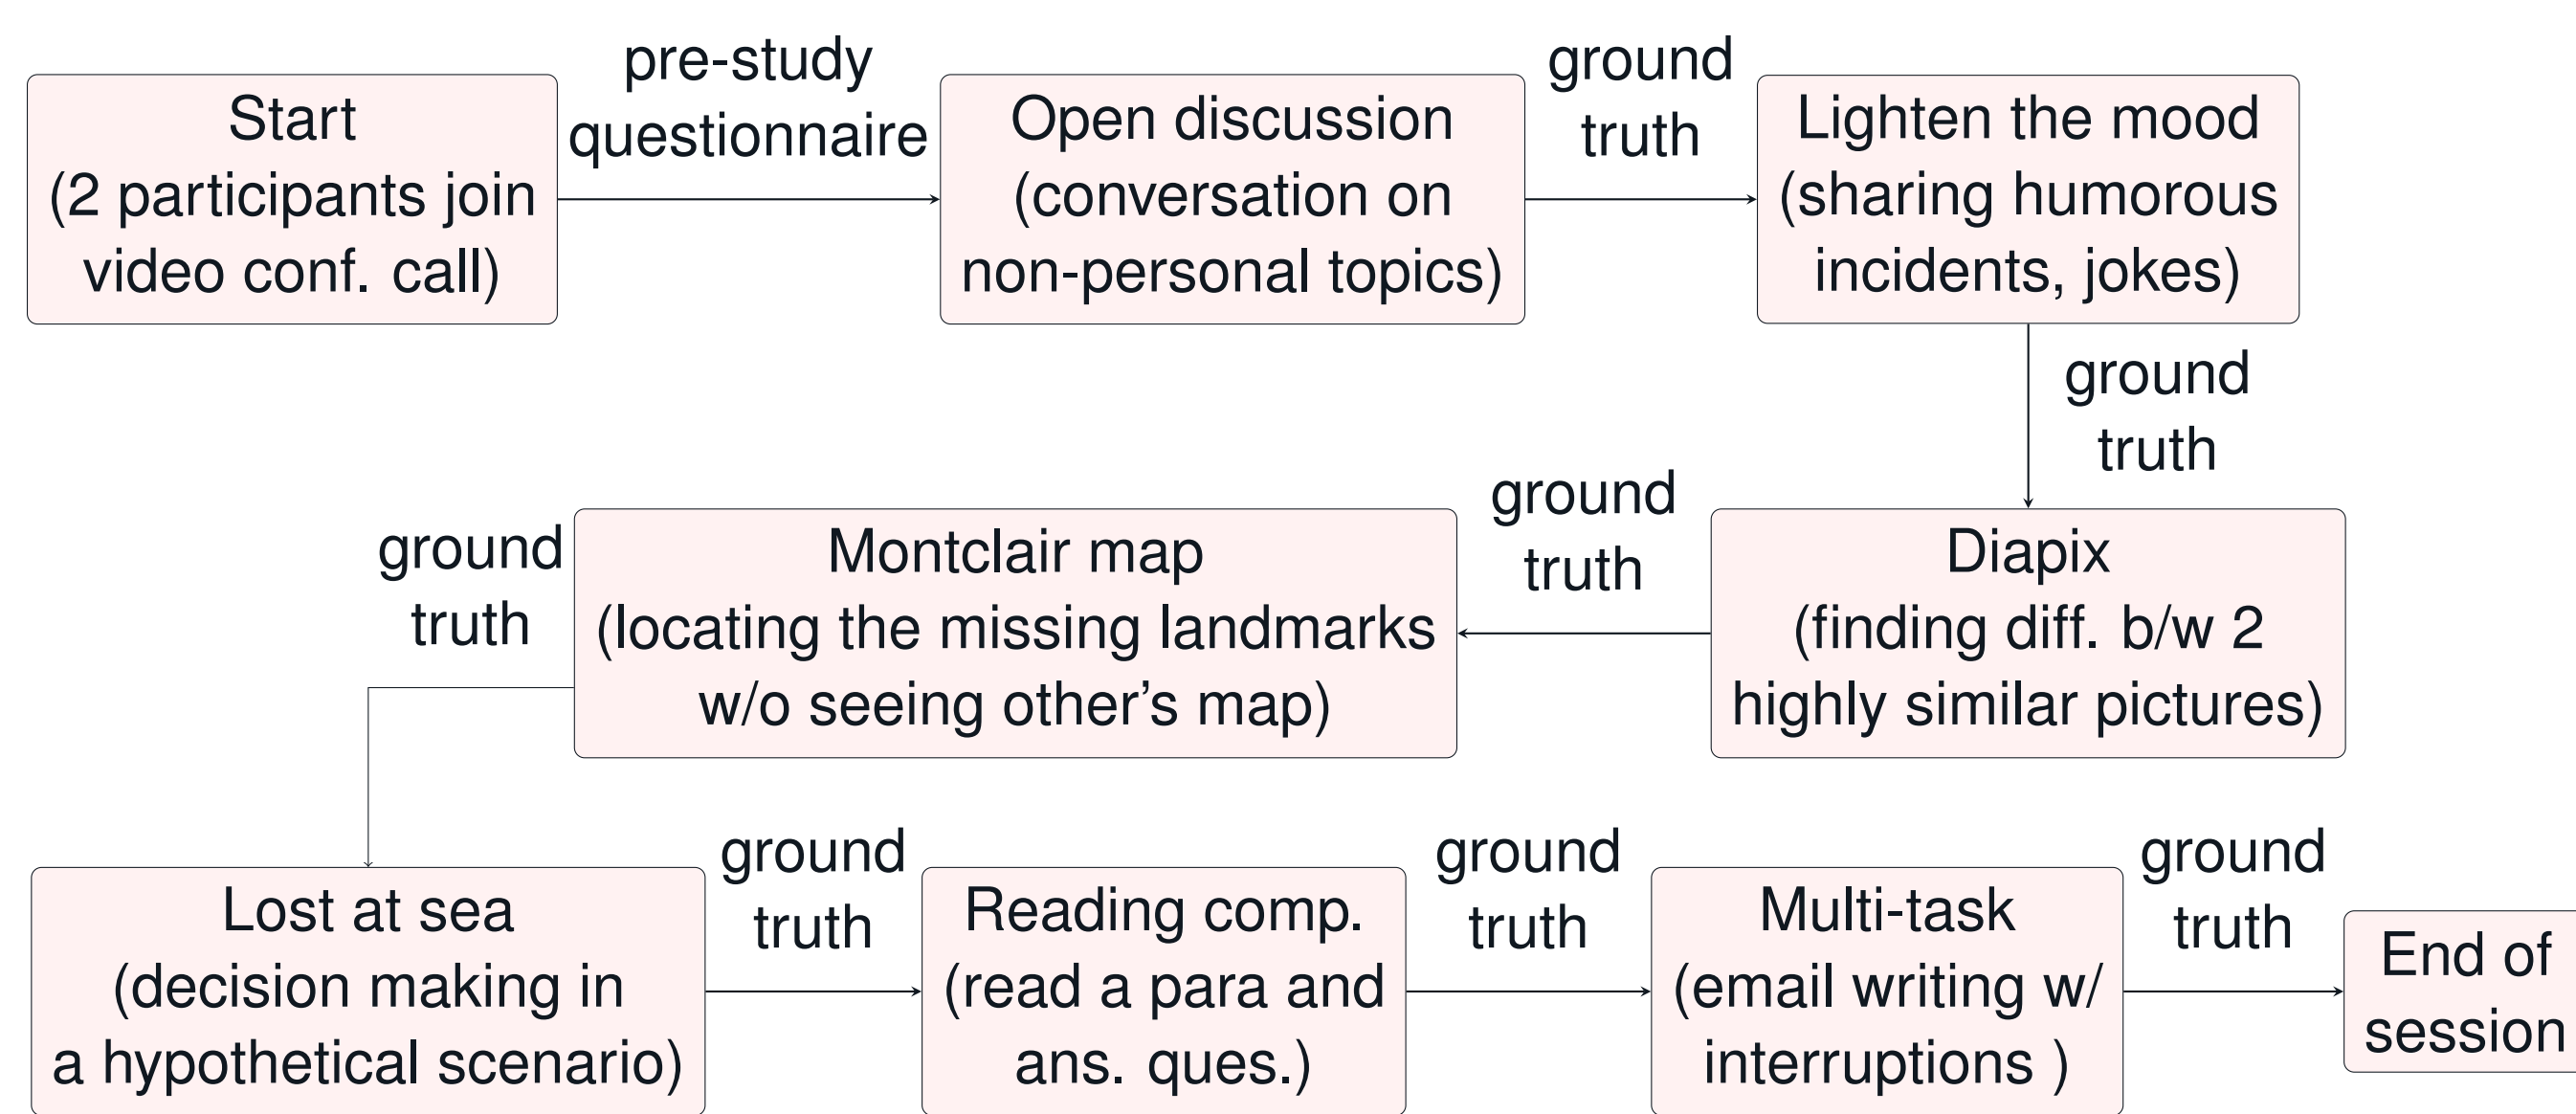 Start
(2 participants join
video conf. call)
pre-study
questionnaire
Open discussion
(conversation on
non-personal topics)
ground
truth
Lighten the mood
(sharing humorous
incidents, jokes)
ground
truth
Diapix
(finding diff. b/w 2
highly similar pictures)
ground
truth
Montclair map
(locating the missing landmarks
w/o seeing other's map)
ground
truth
Lost at sea
(decision making in
a hypothetical scenario)
ground
truth
Reading comp.
(read a para and
ans. ques.)
ground
truth
Multi-task
(email writing w/
interruptions )
ground
truth
End of
session